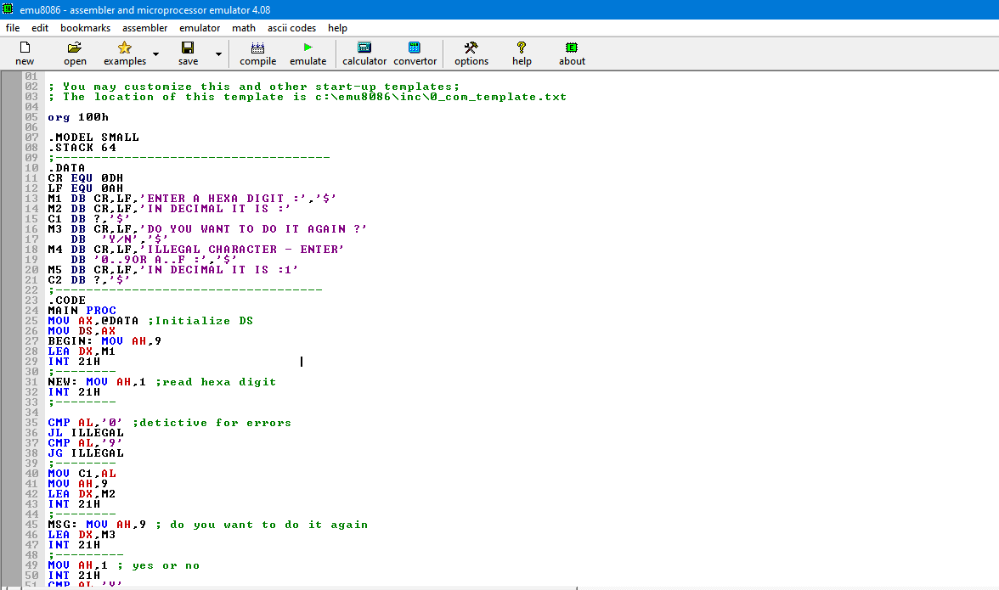 emu8086 - assembler and microprocessor emulator 4.08
file edit bookmarks assembler emulator math ascii codes help
new open examples save compile emulate calculator convertor options help about
01
02 ; You may customize this and other start-up templates;
03 ; The location of this template is c:\emu8086\inc\0_com_template.txt
04
05 org 100h
06
07 .MODEL SMALL
08 .STACK 64
09 ;------------------------------------
10 .DATA
11 CR EQU 0DH
12 LF EQU 0AH
13 M1 DB CR,LF,'ENTER A HEXA DIGIT :','$'
14 M2 DB CR,LF,'IN DECIMAL IT IS :'
15 C1 DB ?,'$'
16 M3 DB CR,LF,'DO YOU WANT TO DO IT AGAIN ?'
17 DB 'Y/N','$'
18 M4 DB CR,LF,'ILLEGAL CHARACTER - ENTER'
19 DB '0..9OR A..F :','$'
20 M5 DB CR,LF,'IN DECIMAL IT IS :1'
21 C2 DB ?,'$'
22 ;-----------------------------------
23 .CODE
24 MAIN PROC
25 MOV AX,@DATA ;Initialize DS
26 MOV DS,AX
27 BEGIN: MOV AH,9
28 LEA DX,M1
29 INT 21H
30 ;--------
31 NEW: MOV AH,1 ;read hexa digit
32 INT 21H
33 ;--------
34
35 CMP AL,'0' ;detictive for errors
36 JL ILLEGAL
37 CMP AL,'9'
38 JG ILLEGAL
39 ;--------
40 MOV C1,AL
41 MOV AH,9
42 LEA DX,M2
43 INT 21H
44 ;--------
45 MSG: MOV AH,9 ; do you want to do it again
46 LEA DX,M3
47 INT 21H
48 ;---------
49 MOV AH,1 ; yes or no
50 INT 21H
51 CMP AL